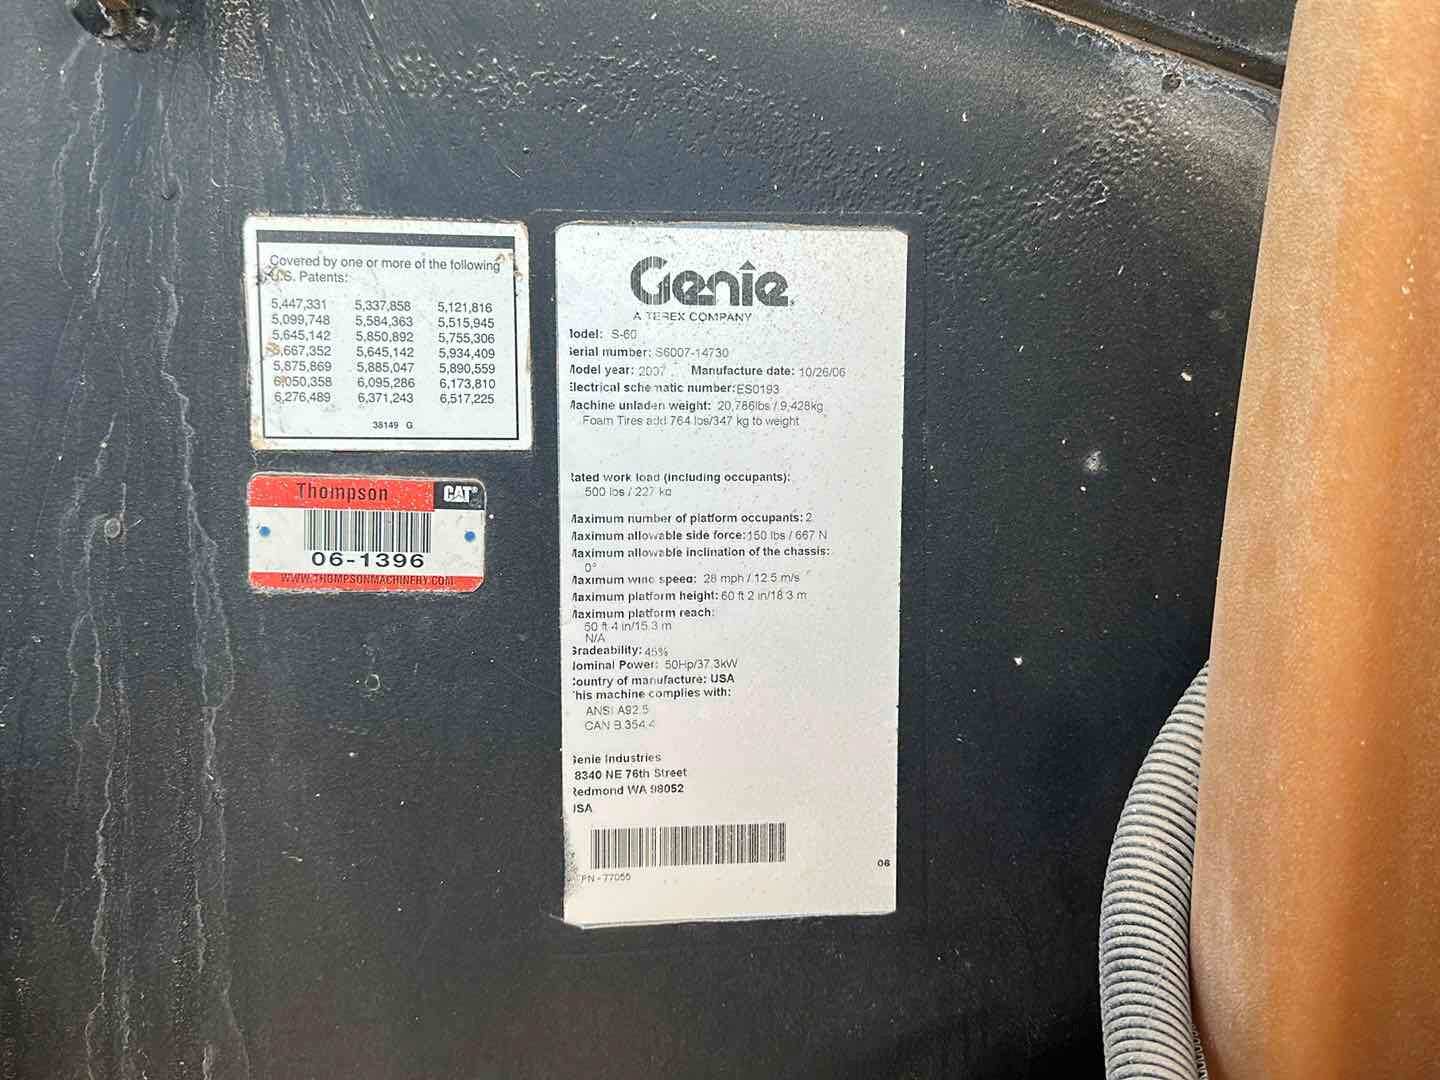 Covered by one or more of the following
U.S. Patents:
5,447,331 5,337,858 5,121,816
5,099,748 5,584,363 5,515,945
5,645,142 5,850,892 5,755,306
5,667,352 5,645,142 5,934,409
5,875,869 5,885,047 5,890,559
6,050,358 6,095,286 6,173,810
6,276,489 6,371,243 6,517,225
38149 G
Thompson CAT®
06-1396
WWW.THOMPSONMACHINERY.COM
Genie
A TEREX COMPANY
odel: S-60
erial number: S6007-14730
Model year: 2007 Manufacture date: 10/26/06
Electrical schematic number:ES0193
Machine unladen weight: 20,786lbs / 9,428kg
Foam Tires add 764 lbs/347 kg to weight
Rated work load (including occupants):
500 lbs / 227 kg
Maximum number of platform occupants: 2
Maximum allowable side force:150 lbs / 667 N
Maximum allowable inclination of the chassis:
0°
Maximum wind speed: 28 mph / 12.5 m/s
Maximum platform height: 60 ft 2 in/18.3 m
Maximum platform reach:
50 ft 4 in/15.3 m
N/A
Gradeability: 45%
Nominal Power: 50Hp/37.3kW
Country of manufacture: USA
This machine complies with:
ANSI A92.5
CAN B.354.4
Genie Industries
8340 NE 76th Street
Redmond WA 98052
USA
06
PN - 77055